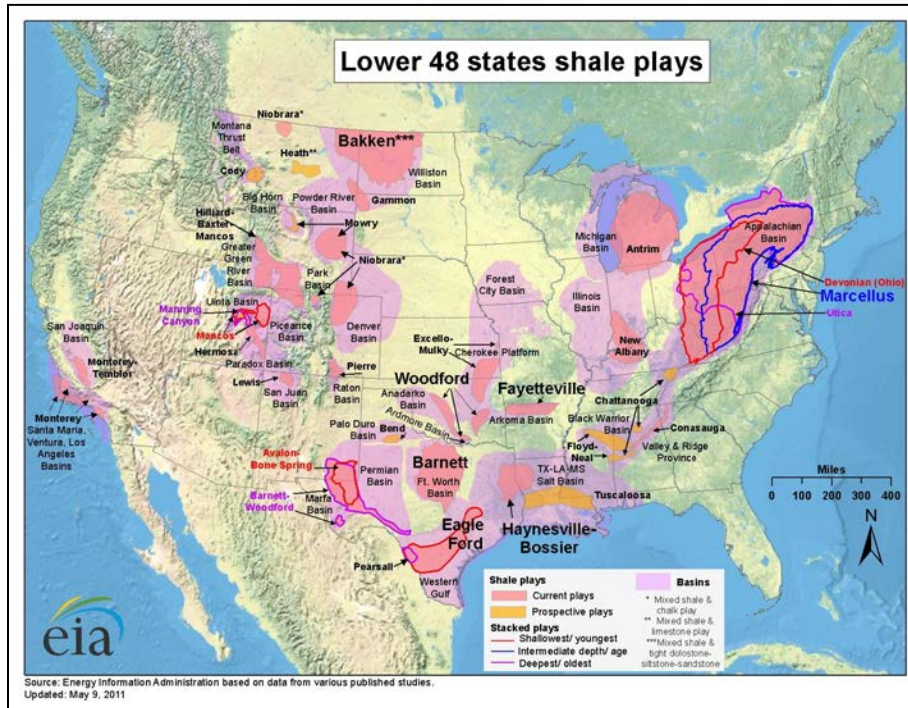 Lower 48 states shale plays
Niobrara*
Montana
Thrust
Belt
Bakken***
Heath**
Cody
Williston
Basin
Big Horn
Basin
Powder River
Basin
Gammon
Hilliard-
Baxter-
Mancos
Mowry
Greater
Green
River
Basin
Niobrara*
Park
Basin
Michigan
Basin
Antrim
Appalachian
Basin
Devonian (Ohio)
Marcellus
Utica
Forest
City Basin
Illinois
Basin
Uinta Basin
Manning
Canyon
Mancos
Piceance
Basin
Denver
Basin
San Joaquin
Basin
Hermosa
Paradox Basin
Excello-
Mulky
Cherokee Platform
New
Albany
Monterey-
Temblor
Lewis
San Juan
Basin
Pierre
Raton
Basin
Woodford
Anadarko
Basin
Fayetteville
Chattanooga
Monterey
Santa Maria,
Ventura, Los
Angeles
Basins
Palo Duro
Basin
Bend
Ardmore Basin
Arkoma Basin
Black Warrior
Basin
Conasauga
Floyd-
Neal
Valley & Ridge
Province
Avalon-
Bone Spring
Permian
Basin
Barnett
Ft. Worth
Basin
TX-LA-MS
Salt Basin
Tuscaloosa
Barnett-
Woodford
Marfa
Basin
Eagle
Ford
Haynesville-
Bossier
Pearsall
Western
Gulf
Miles
0 100 200 300 400
N
Shale plays
Current plays
Prospective plays
Stacked plays
Shallowest/ youngest
Intermediate depth/ age
Deepest/ oldest
Basins
* Mixed shale &
chalk play
** Mixed shale &
limestone play
***Mixed shale &
tight dolostone-
siltstone-sandstone
eia
Source: Energy Information Administration based on data from various published studies.
Updated: May 9, 2011